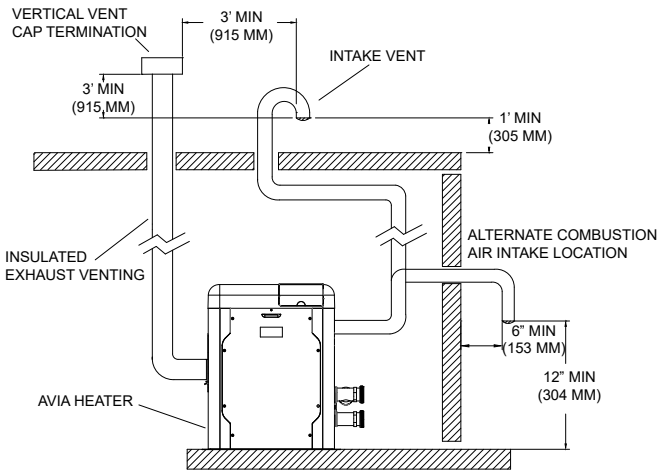 VERTICAL VENT
CAP TERMINATION
3' MIN
(915 MM)
INTAKE VENT
3' MIN
(915 MM)
1' MIN
(305 MM)
INSULATED
EXHAUST VENTING
ALTERNATE COMBUSTION
AIR INTAKE LOCATION
6” MIN
(153 MM)
12” MIN
(304 MM)
AVIA HEATER